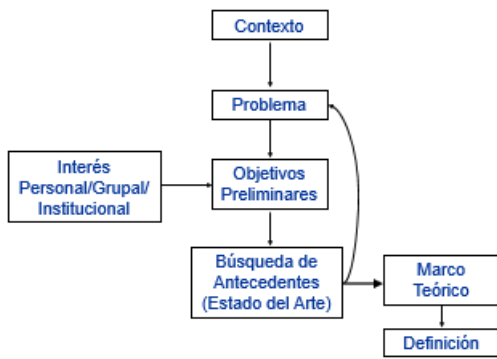 Contexto
Problema
Interés
Personal/Grupal/
Institucional
Objetivos
Preliminares
Búsqueda de
Antecedentes
(Estado del Arte)
Marco
Teórico
Definición